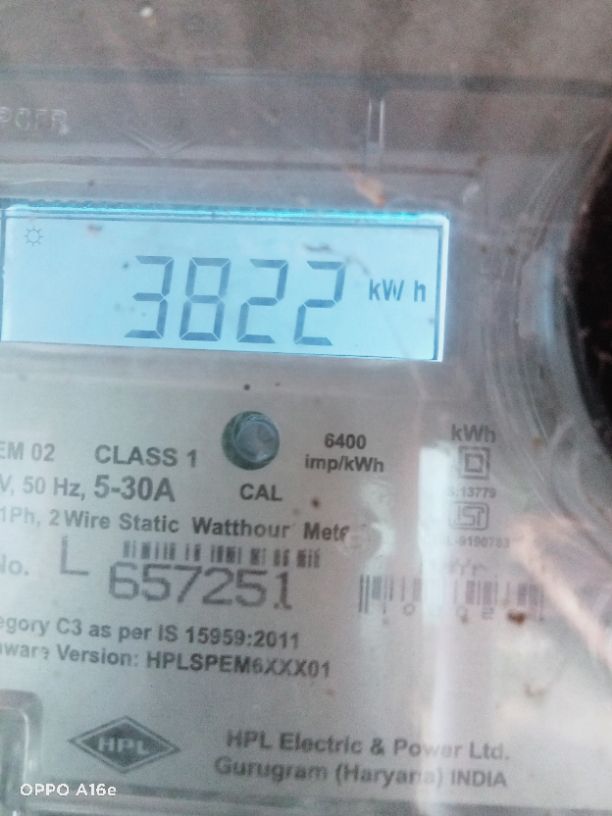 3822 kWh
EM 02 CLASS 1
6400
imp/kWh
kWh
V, 50 Hz, 5-30A
CAL
1Ph, 2 Wire Static Watthour
No. L 657251
egory C3 as per IS 15959:2011
Version: HPLSPEM6XXX01
HPL
HPL Electric & Power Ltd.
Gurugram (Haryana) INDIA
OPPO A16e